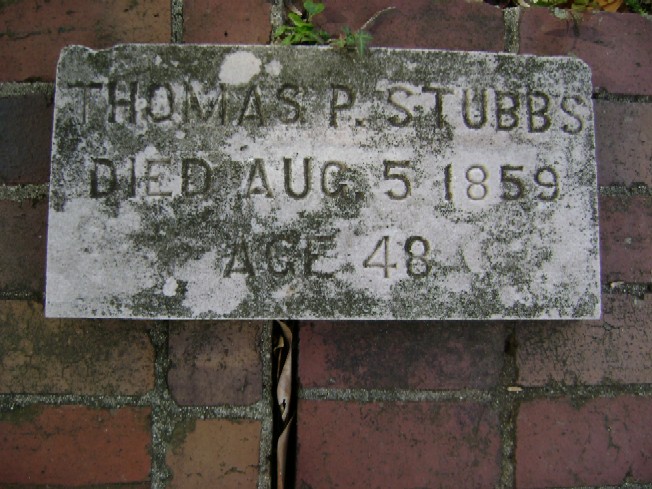 THOMAS P. STUBBS
DIED AUG. 5 1859
AGE 48